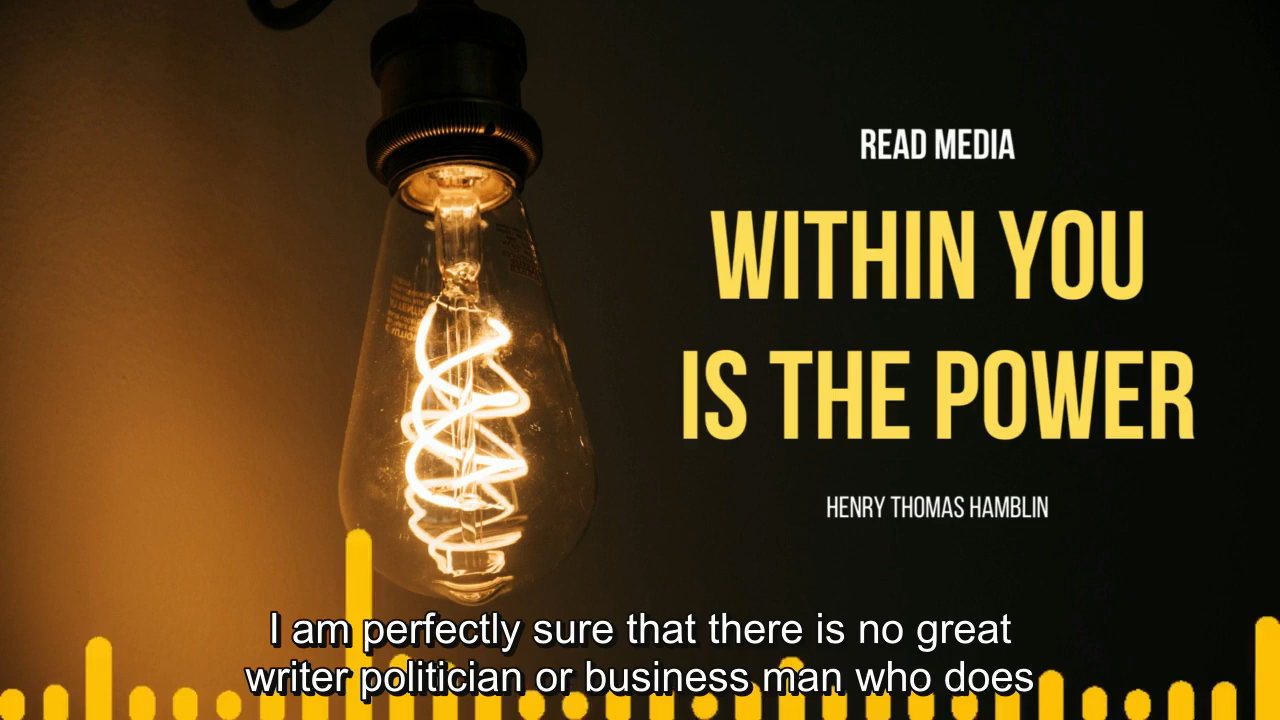 READ MEDIA
WITHIN YOU
IS THE POWER
HENRY THOMAS HAMBLIN
I am perfectly sure that there is no great
writer politician or business man who does